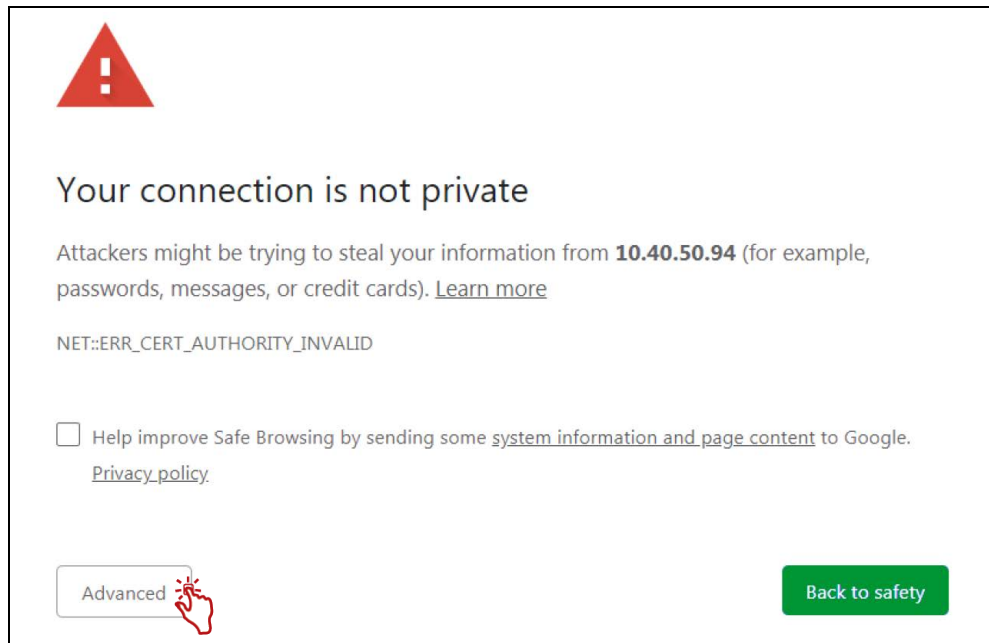 Your connection is not private
Attackers might be trying to steal your information from 10.40.50.94 (for example,
passwords, messages, or credit cards). Learn more
NET::ERR_CERT_AUTHORITY_INVALID
Help improve Safe Browsing by sending some system information and page content to Google.
Privacy policy
Advanced
Back to safety